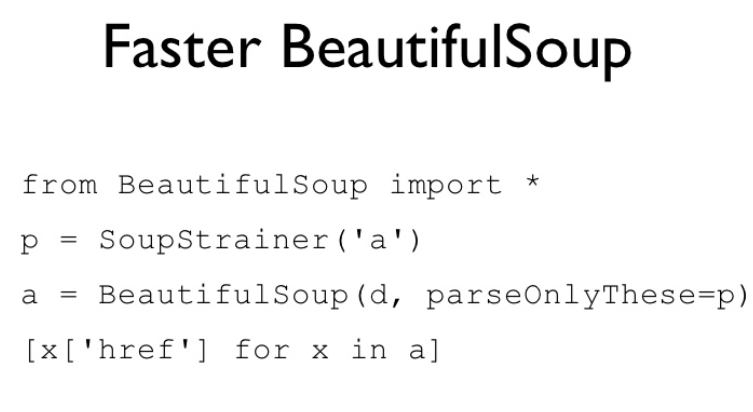 Faster BeautifulSoup
from BeautifulSoup import *
p = SoupStrainer('a')
a = BeautifulSoup(d, parseOnlyThese=p)
[x['href'] for x in a]